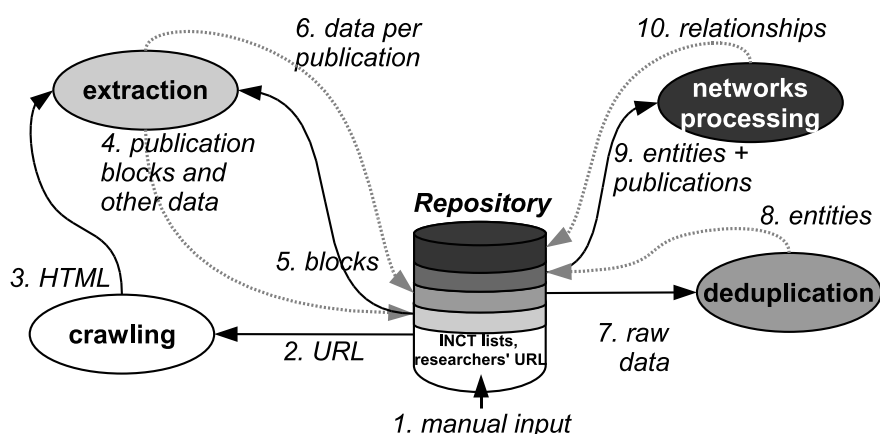 6. data per
publication
10. relationships
extraction
networks
processing
4. publication
blocks and
other data
9. entities +
publications
Repository
8. entities
5. blocks
3. HTML
deduplication
crawling
2. URL
INCT lists,
researchers' URL
7. raw
data
1. manual input